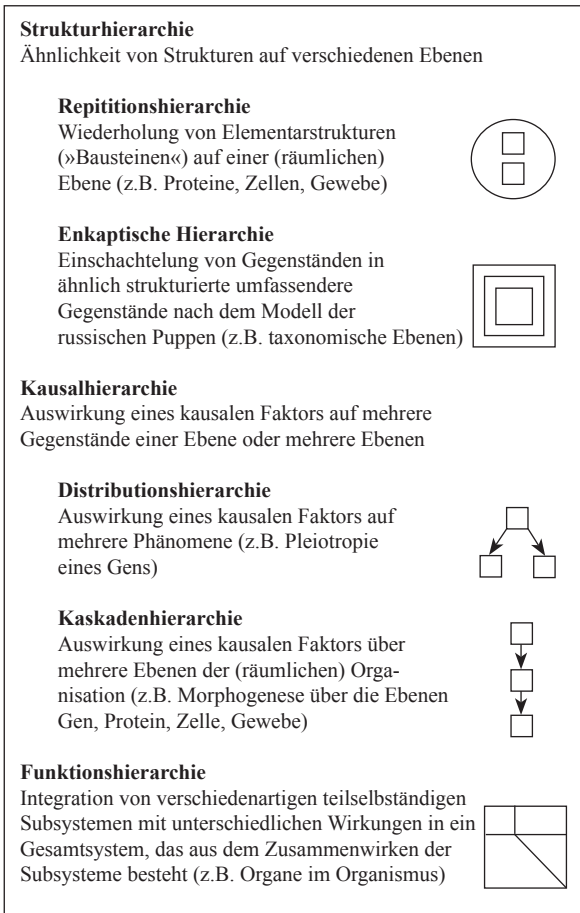 Strukturhierarchie
Ähnlichkeit von Strukturen auf verschiedenen Ebenen
Repititionshierarchie
Wiederholung von Elementarstrukturen
(»Bausteinen«) auf einer (räumlichen)
Ebene (z.B. Proteine, Zellen, Gewebe)
Enkaptische Hierarchie
Einschachtelung von Gegenständen in
ähnlich strukturierte umfassendere
Gegenstände nach dem Modell der
russischen Puppen (z.B. taxonomische Ebenen)
Kausalhierarchie
Auswirkung eines kausalen Faktors auf mehrere
Gegenstände einer Ebene oder mehrere Ebenen
Distributionshierarchie
Auswirkung eines kausalen Faktors auf
mehrere Phänomene (z.B. Pleiotropie
eines Gens)
Kaskadenhierarchie
Auswirkung eines kausalen Faktors über
mehrere Ebenen der (räumlichen) Orga-
nisation (z.B. Morphogenese über die Ebenen
Gen, Protein, Zelle, Gewebe)
Funktionshierarchie
Integration von verschiedenartigen teilselbständigen
Subsystemen mit unterschiedlichen Wirkungen in ein
Gesamtsystem, das aus dem Zusammenwirken der
Subsysteme besteht (z.B. Organe im Organismus)